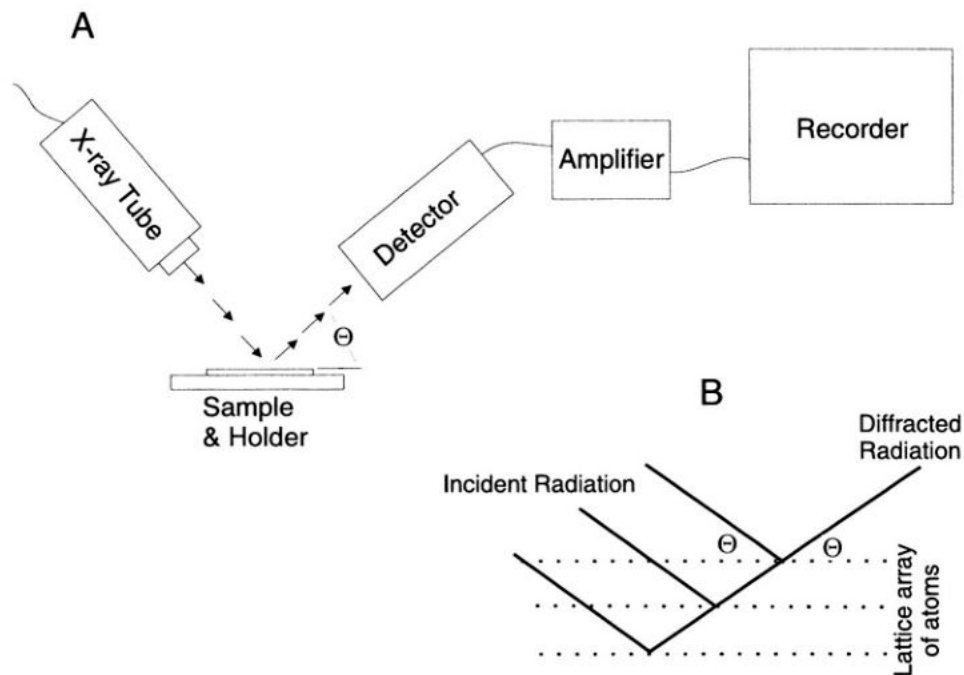 A
X-ray Tube
Detector
Amplifier
Recorder
Θ
Sample
& Holder
B
Diffracted
Radiation
Incident Radiation
Θ
Θ
Lattice array
of atoms